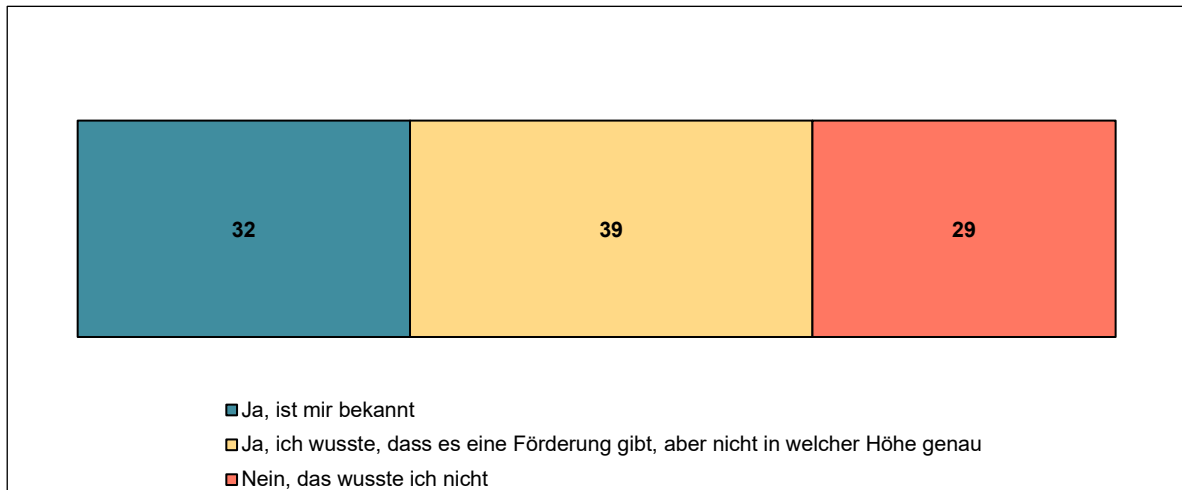 32 39 29
Ja, ist mir bekannt
Ja, ich wusste, dass es eine Förderung gibt, aber nicht in welcher Höhe genau
Nein, das wusste ich nicht